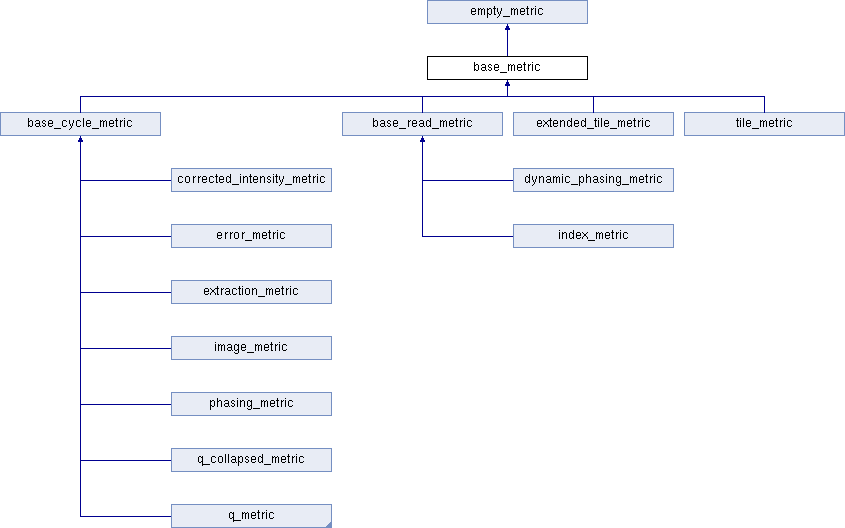 empty_metric
base_metric
base_cycle_metric
base_read_metric
extended_tile_metric
tile_metric
corrected_intensity_metric
dynamic_phasing_metric
error_metric
index_metric
extraction_metric
image_metric
phasing_metric
q_collapsed_metric
q_metric